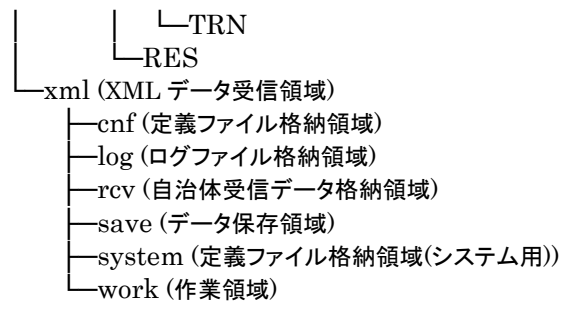 │　　　│　└─TRN
│　　　└─RES
└─xml (XML データ受信領域)
　├─cnf (定義ファイル格納領域)
　├─log (ログファイル格納領域)
　├─rcv (自治体受信データ格納領域)
　├─save (データ保存領域)
　├─system (定義ファイル格納領域(システム用))
　└─work (作業領域)